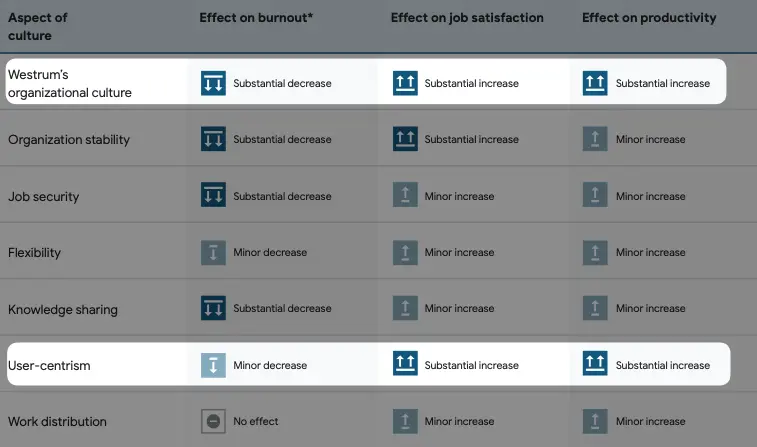 Aspect of culture Effect on burnout* Effect on job satisfaction Effect on productivity
Westrum's organizational culture Substantial decrease Substantial increase Substantial increase
Organization stability Substantial decrease Substantial increase Minor increase
Job security Substantial decrease Minor increase Minor increase
Flexibility Minor decrease Minor increase Minor increase
Knowledge sharing Substantial decrease Minor increase Minor increase
User-centrism Minor decrease Substantial increase Substantial increase
Work distribution No effect Minor increase Minor increase